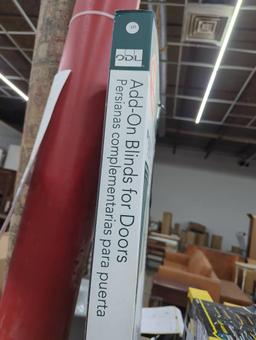 ODL
Add-On Blinds for Doors
Persianas complementarias para puerta